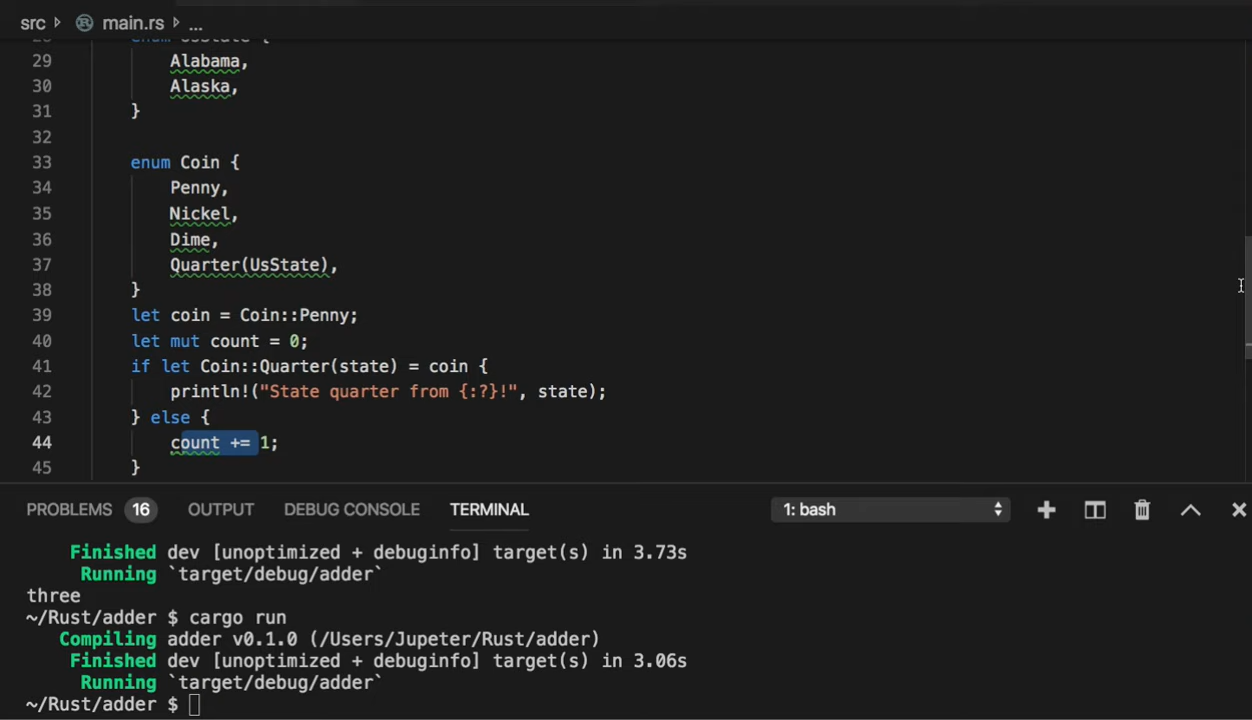 src > main.rs > ...
28 enum UsState {
29 Alabama,
30 Alaska,
31 }
32
33 enum Coin {
34 Penny,
35 Nickel,
36 Dime,
37 Quarter(UsState),
38 }
39 let coin = Coin::Penny;
40 let mut count = 0;
41 if let Coin::Quarter(state) = coin {
42 println!("State quarter from {:?}!", state);
43 } else {
44 count += 1;
45 }
PROBLEMS 16 OUTPUT DEBUG CONSOLE TERMINAL 1: bash
Finished dev [unoptimized + debuginfo] target(s) in 3.73s
Running `target/debug/adder`
three
~/Rust/adder $ cargo run
Compiling adder v0.1.0 (/Users/Jupeter/Rust/adder)
Finished dev [unoptimized + debuginfo] target(s) in 3.06s
Running `target/debug/adder`
~/Rust/adder $